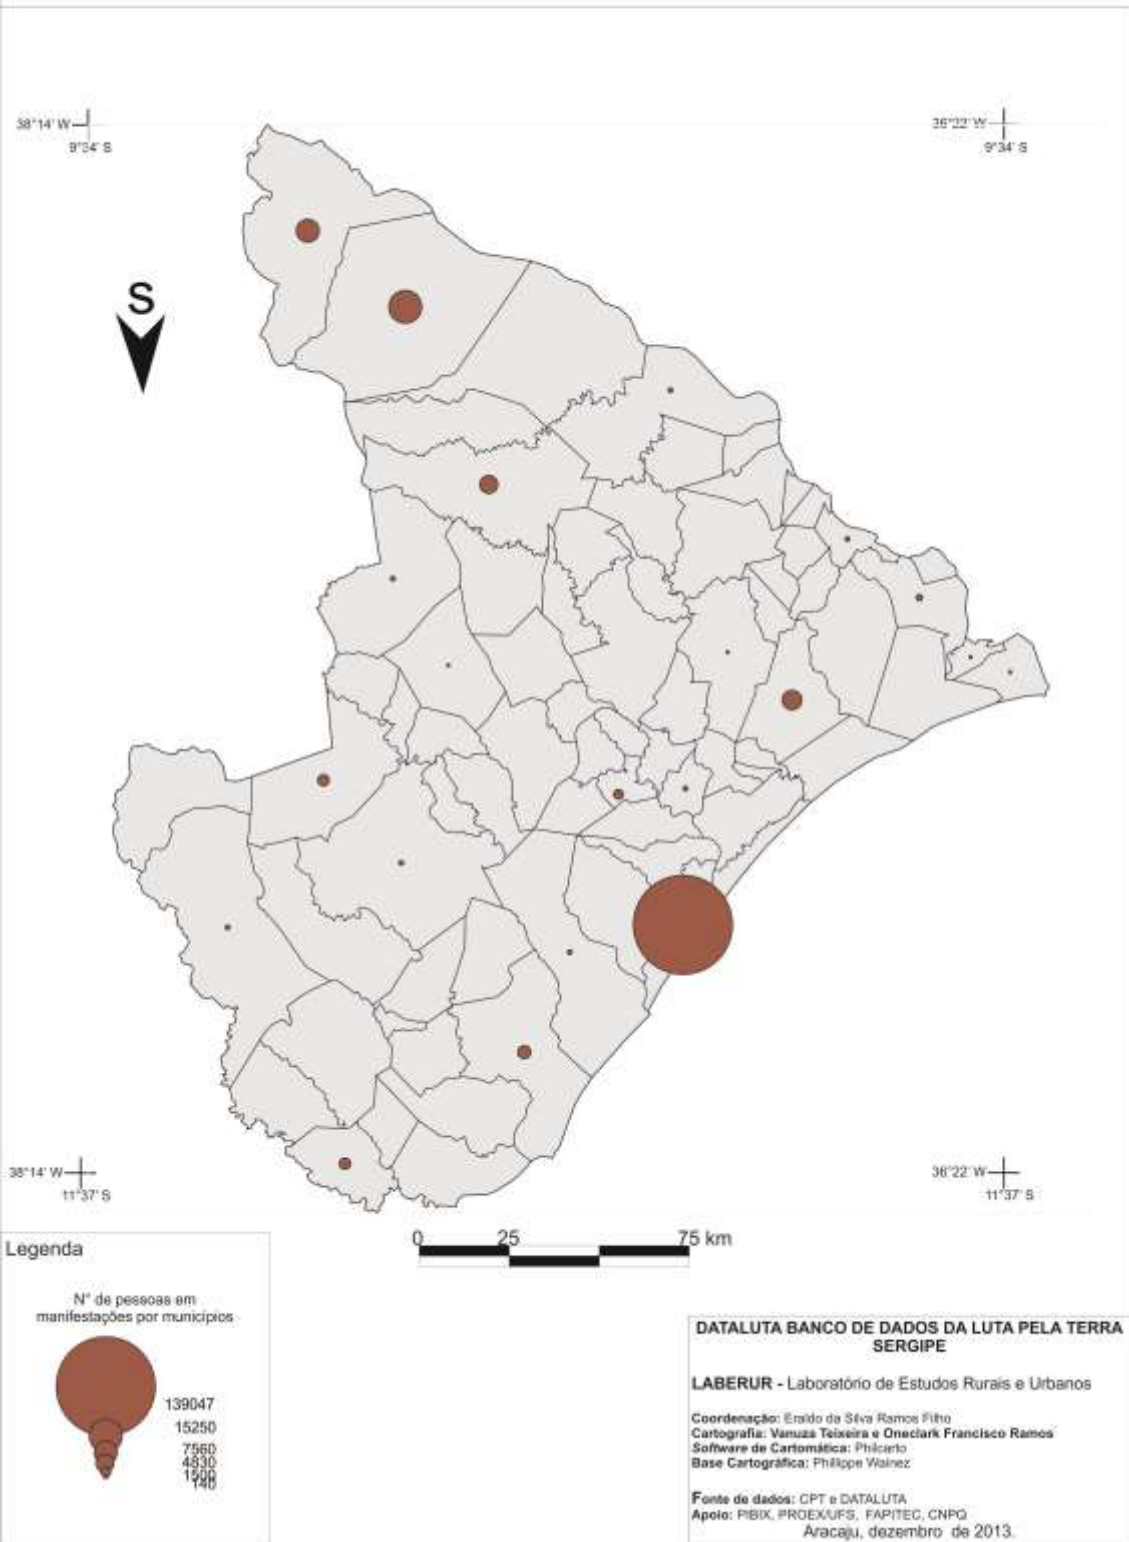 38°14' W
9°34' S
36°22' W
9°34' S
S
38°14' W
11°37' S
36°22' W
11°37' S
0 25 75 km
Legenda
N° de pessoas em
manifestações por municípios
139047
15250
7560
4830
1500
140
DATALUTA BANCO DE DADOS DA LUTA PELA TERRA
SERGIPE
LABERUR - Laboratório de Estudos Rurais e Urbanos
Coordenação: Eraldo da Silva Ramos Filho
Cartografia: Vanuza Teixeira e Oneclark Francisco Ramos
Software de Cartomática: Philcarto
Base Cartográfica: Philippe Wainez
Fonte de dados: CPT e DATALUTA
Apoio: PIBIX, PROEX/UFS, FAPITEC, CNPQ
Aracaju, dezembro de 2013.